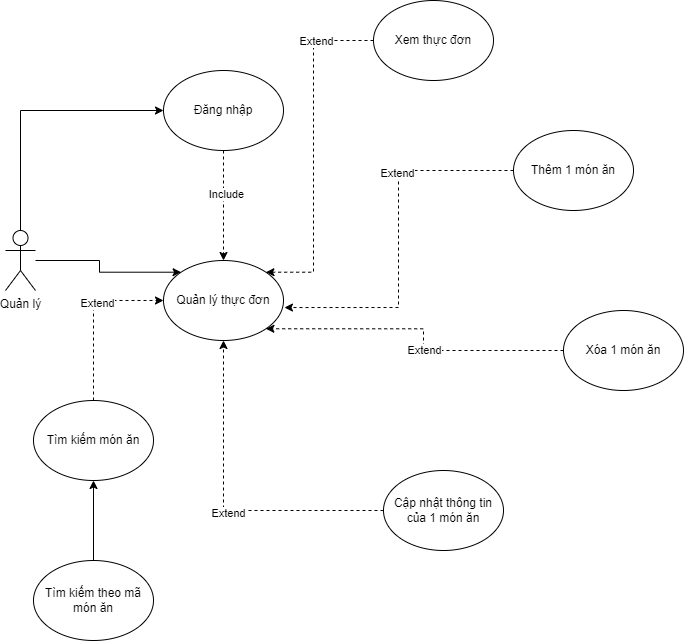 Xem thực đơn
Extend
Đăng nhập
Thêm 1 món ăn
Extend
Include
Quản lý
Quản lý thực đơn
Extend
Xóa 1 món ăn
Extend
Tìm kiếm món ăn
Cập nhật thông tin
của 1 món ăn
Extend
Tìm kiếm theo mã
món ăn